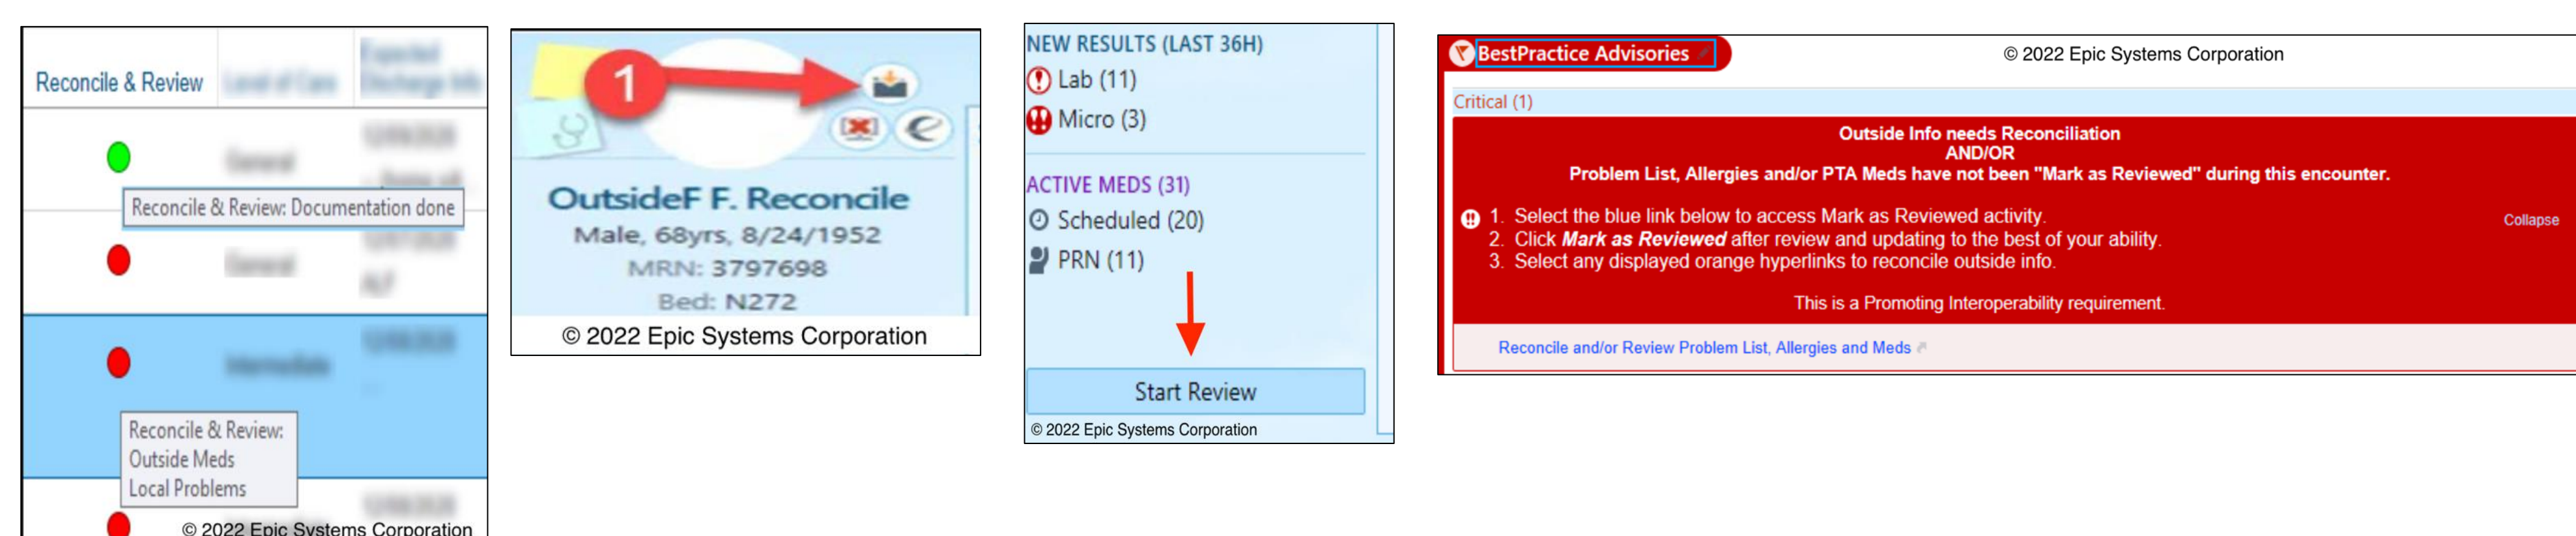 Reconcile & Review
Reconcile & Review: Documentation done
Reconcile & Review:
Outside Meds
Local Problems
© 2022 Epic Systems Corporation
1
OutsideF F. Reconcile
Male, 68yrs, 8/24/1952
MRN: 3797698
Bed: N272
© 2022 Epic Systems Corporation
NEW RESULTS (LAST 36H)
Lab (11)
Micro (3)
ACTIVE MEDS (31)
Scheduled (20)
PRN (11)
Start Review
© 2022 Epic Systems Corporation
BestPractice Advisories
© 2022 Epic Systems Corporation
Critical (1)
Outside Info needs Reconciliation
AND/OR
Problem List, Allergies and/or PTA Meds have not been "Mark as Reviewed" during this encounter.
1. Select the blue link below to access Mark as Reviewed activity.
Collapse
2. Click Mark as Reviewed after review and updating to the best of your ability.
3. Select any displayed orange hyperlinks to reconcile outside info.
This is a Promoting Interoperability requirement.
Reconcile and/or Review Problem List, Allergies and Meds